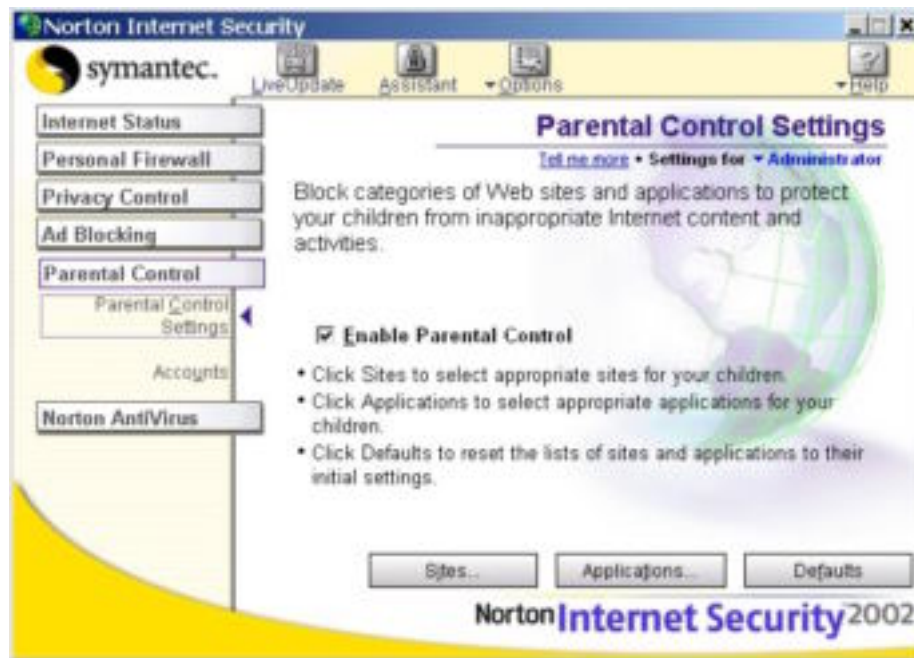 Norton Internet Security
symantec.
LiveUpdate Assistant Options Help
Internet Status
Personal Firewall
Privacy Control
Ad Blocking
Parental Control
Parental Control
Settings
Accounts
Norton AntiVirus
Parental Control Settings
Tell me more • Settings for Administrator
Block categories of Web sites and applications to protect
your children from inappropriate Internet content and
activities.
Enable Parental Control
• Click Sites to select appropriate sites for your children.
• Click Applications to select appropriate applications for your
children.
• Click Defaults to reset the lists of sites and applications to their
initial settings.
Sites... Applications... Defaults
Norton Internet Security 2002